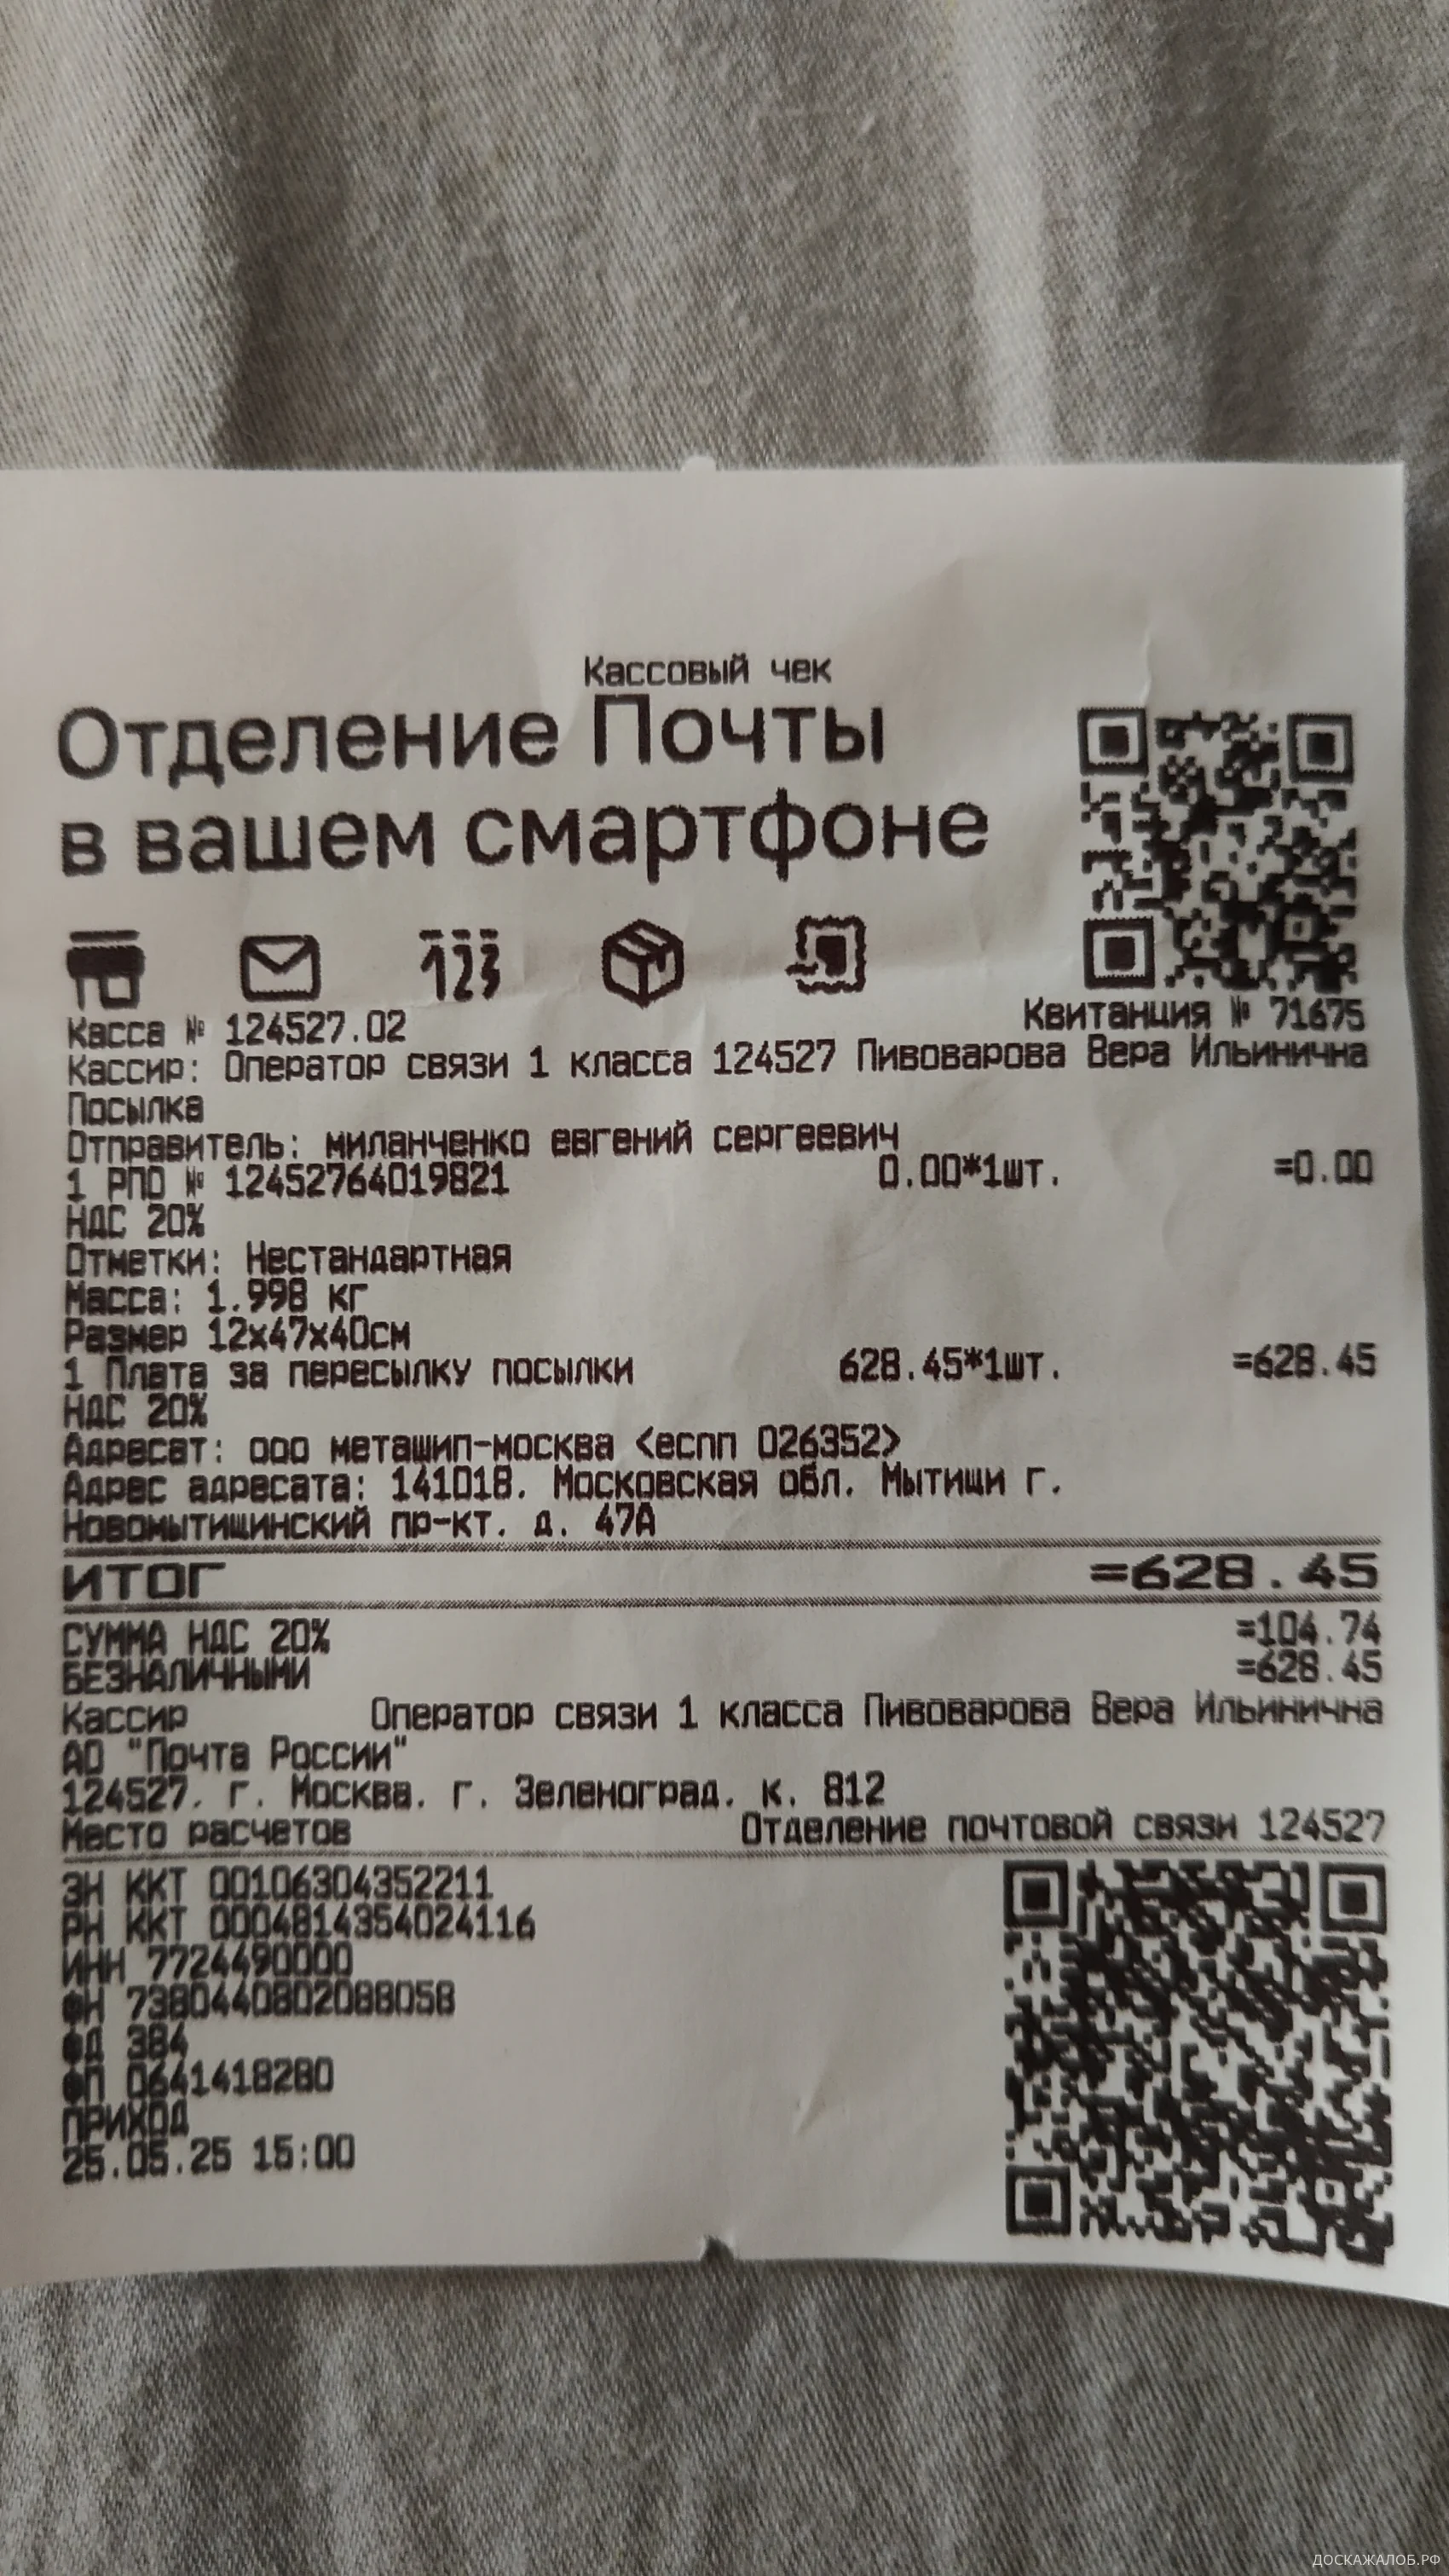 Кассовый чек
Отделение Почты
в вашем смартфоне
123
Касса № 124527.02 Квитанция № 71675
Кассир: Оператор связи 1 класса 124527 Пивоварова Вера Ильинична
Посылка
Отправитель: миланченко евгений сергеевич
1 РПО № 12452764019821 0.00*1шт. =0.00
НДС 20%
Отметки: Нестандартная
Масса: 1.998 кг
Размер 12х47х40см
1 Плата за пересылку посылки 628.45*1шт. =628.45
НДС 20%
Адресат: ооо меташип-москва <еспп 026352>
Адрес адресата: 141018. Московская обл. Мытищи г.
Новомытищинский пр-кт. д. 47А
ИТОГ =628.45
СУММА НДС 20% =104.74
БЕЗНАЛИЧНЫМИ =628.45
Кассир Оператор связи 1 класса Пивоварова Вера Ильинична
АО "Почта России"
124527. г. Москва. г. Зеленоград. к. 812
Место расчетов Отделение почтовой связи 124527
ЗН ККТ 00106304352211
РН ККТ 0004814354024116
ИНН 7724490000
ФН 7380440802088058
ФД 384
ФП 0641418280
ПРИХОД
25.05.25 15:00
ДОСКАЖАЛОБ.РФ